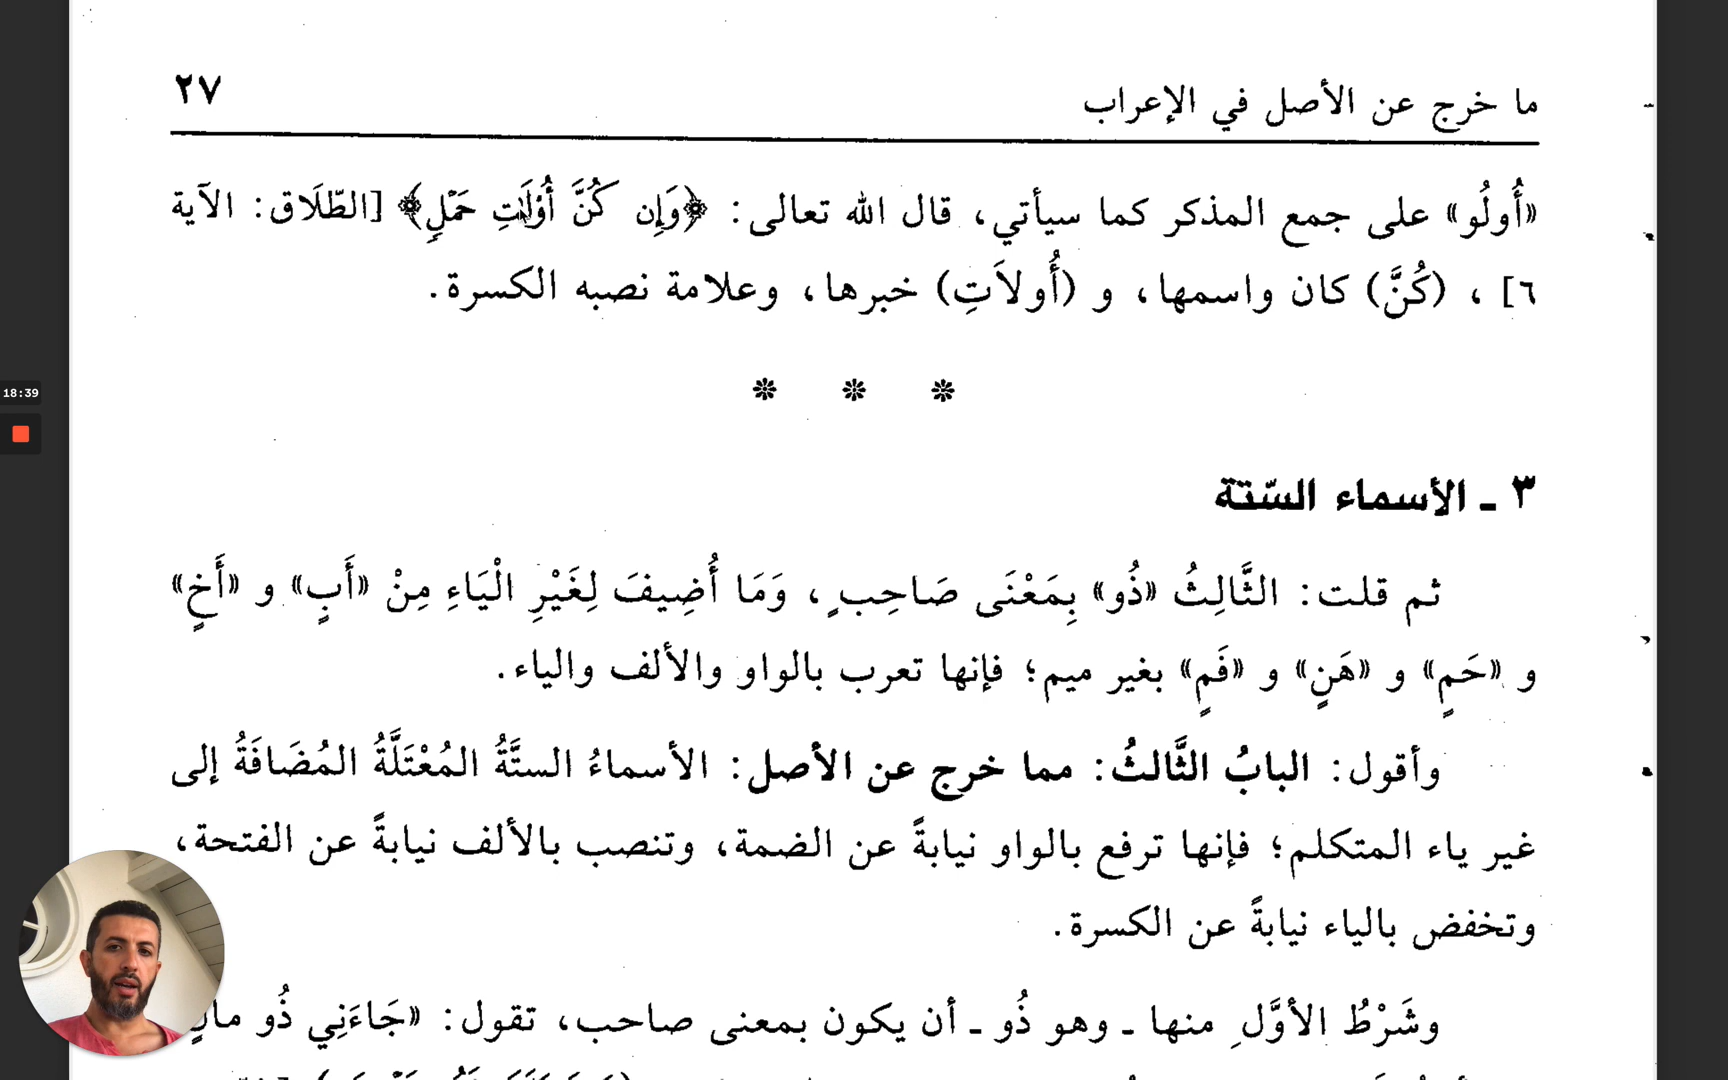 ما خرج عن الأصل في الإعراب ٢٧
«أُولُو» على جمع المذكر كما سيأتي، قال الله تعالى: ﴿وَإِن كُنَّ أُوْلَٰتِ حَمْلٍ﴾ [الطّلَاق: الآية
٦] ، (كُنَّ) كان واسمها، و (أُولاَتِ) خبرها، وعلامة نصبه الكسرة.
* * *
٣ ـ الأسماء السّتة
ثم قلت: الثَّالِثُ «ذُو» بِمَعْنَى صَاحِبٍ، وَمَا أُضِيفَ لِغَيْرِ الْيَاءِ مِنْ «أَبٍ» و «أَخٍ»
و «حَمٍ» و «هَنٍ» و «فَمٍ» بغير ميم؛ فإنها تعرب بالواو والألف والياء.
وأقول: البابُ الثَّالثُ: مما خرج عن الأصل: الأسماءُ الستَّةُ المُعْتَلَّةُ المُضَافَةُ إلى
غير ياء المتكلم؛ فإنها ترفع بالواو نيابةً عن الضمة، وتنصب بالألف نيابةً عن الفتحة،
وتخفض بالياء نيابةً عن الكسرة.
وشَرْطُ الأوَّلِ منها ـ وهو ذُو ـ أن يكون بمعنى صاحب، تقول: «جَاءَنِي ذُو مالٍ
18:39